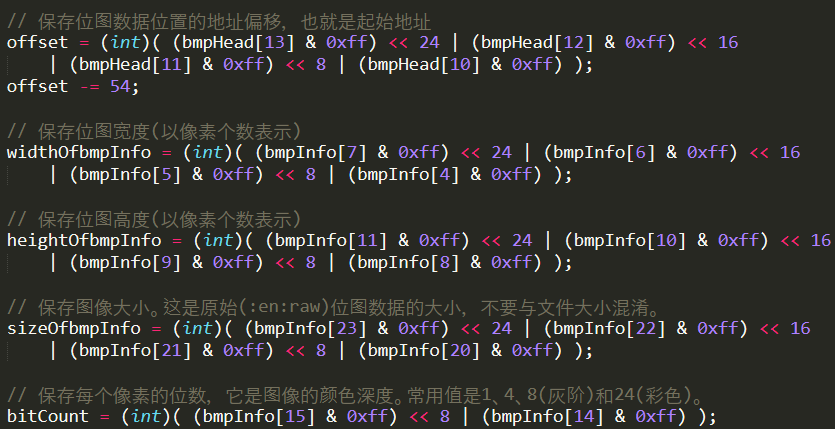 // 保存位图数据位置的地址偏移，也就是起始地址
offset = (int)( (bmpHead[13] & 0xff) << 24 | (bmpHead[12] & 0xff) << 16
    | (bmpHead[11] & 0xff) << 8 | (bmpHead[10] & 0xff) );
offset -= 54;

// 保存位图宽度(以像素个数表示)
widthOfbmpInfo = (int)( (bmpInfo[7] & 0xff) << 24 | (bmpInfo[6] & 0xff) << 16
    | (bmpInfo[5] & 0xff) << 8 | (bmpInfo[4] & 0xff) );

// 保存位图高度(以像素个数表示)
heightOfbmpInfo = (int)( (bmpInfo[11] & 0xff) << 24 | (bmpInfo[10] & 0xff) << 16
    | (bmpInfo[9] & 0xff) << 8 | (bmpInfo[8] & 0xff) );

// 保存图像大小。这是原始(:en:raw)位图数据的大小，不要与文件大小混淆。
sizeOfbmpInfo = (int)( (bmpInfo[23] & 0xff) << 24 | (bmpInfo[22] & 0xff) << 16
    | (bmpInfo[21] & 0xff) << 8 | (bmpInfo[20] & 0xff) );

// 保存每个像素的位数，它是图像的颜色深度。常用值是1、4、8(灰阶)和24(彩色)。
bitCount = (int)( (bmpInfo[15] & 0xff) << 8 | (bmpInfo[14] & 0xff) );